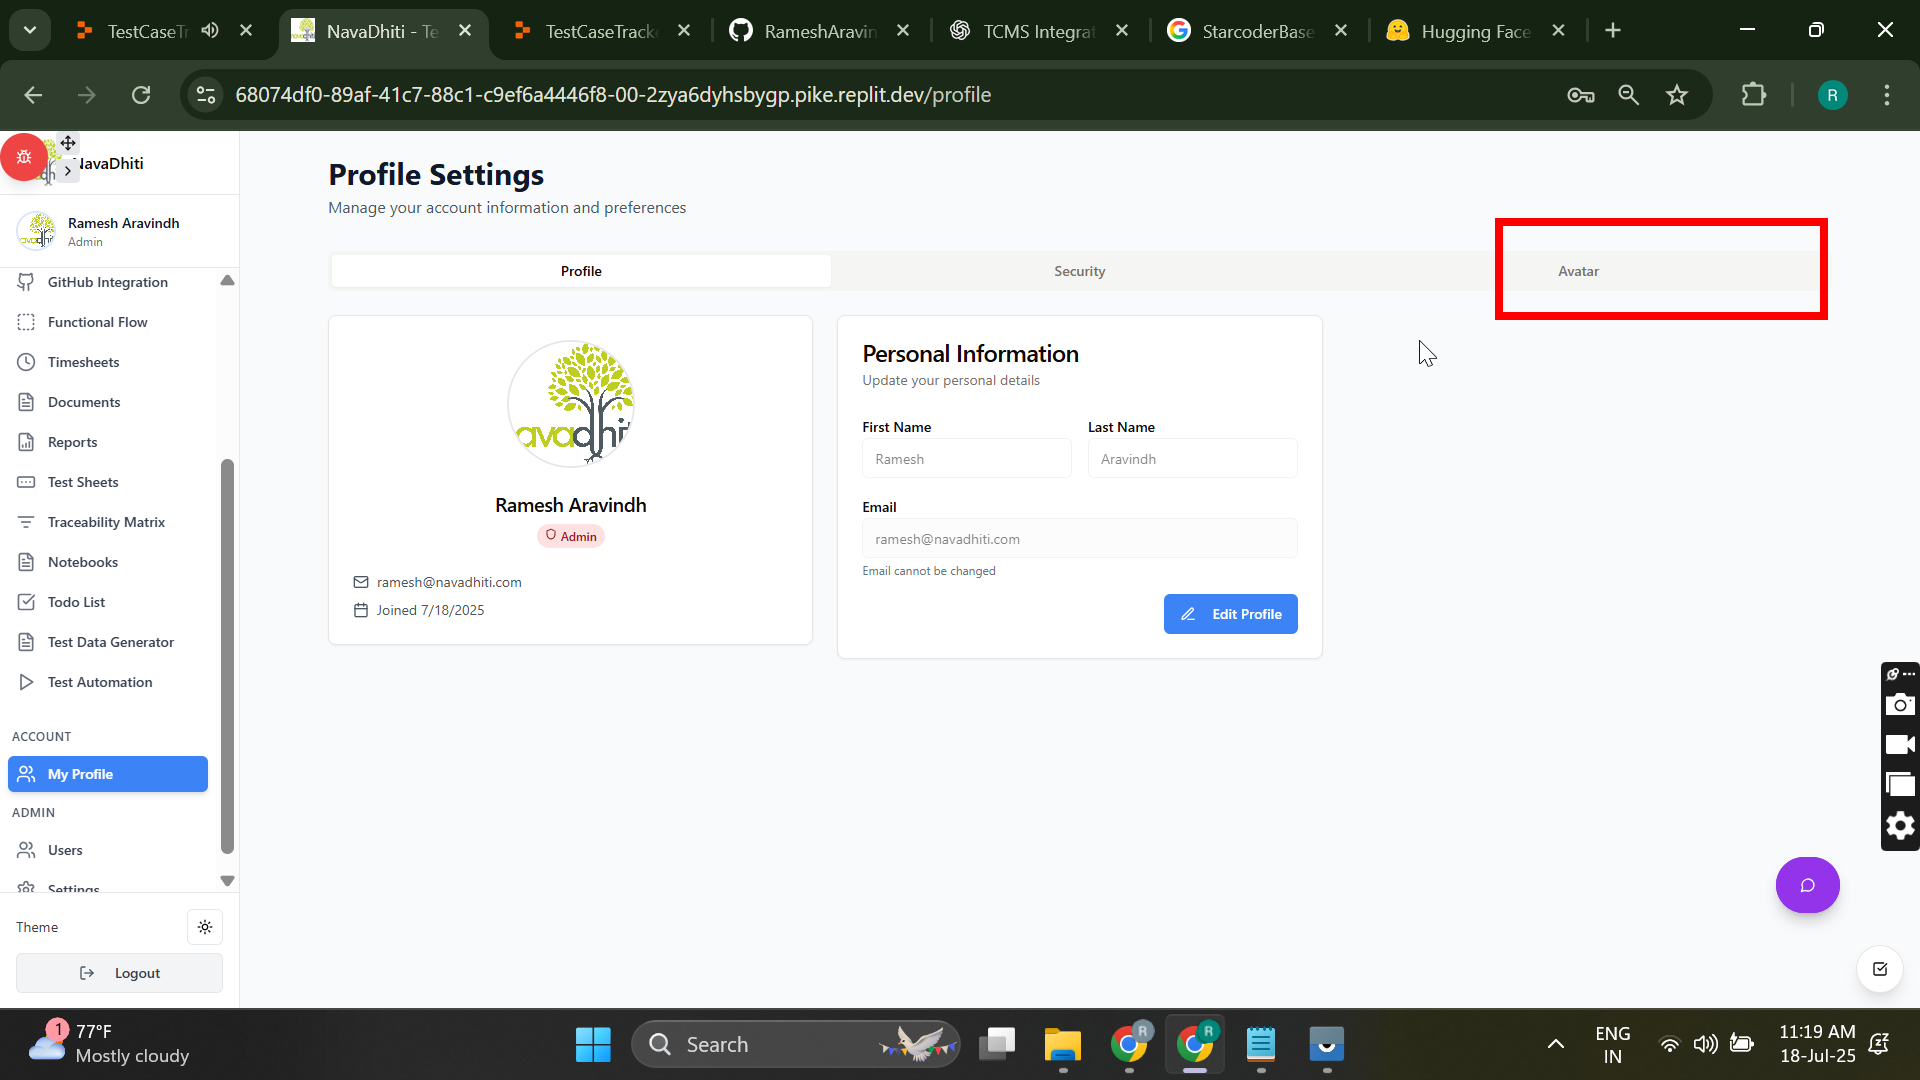 TestCaseTr
NavaDhiti - Te
TestCaseTrack
RameshAravin
TCMS Integrat
StarcoderBase
Hugging Face
68074df0-89af-41c7-88c1-c9ef6a4446f8-00-2zya6dyhsbygp.pike.replit.dev/profile
R
NavaDhiti
Ramesh Aravindh
Admin
GitHub Integration
Functional Flow
Timesheets
Documents
Reports
Test Sheets
Traceability Matrix
Notebooks
Todo List
Test Data Generator
Test Automation
ACCOUNT
My Profile
ADMIN
Users
Settings
Theme
Logout
Profile Settings
Manage your account information and preferences
Profile
Security
Avatar
avadhit
Ramesh Aravindh
Admin
ramesh@navadhiti.com
Joined 7/18/2025
Personal Information
Update your personal details
First Name
Last Name
Ramesh
Aravindh
Email
ramesh@navadhiti.com
Email cannot be changed
Edit Profile
1
77°F
Mostly cloudy
Search
R
R
ENG
IN
11:19 AM
18-Jul-25